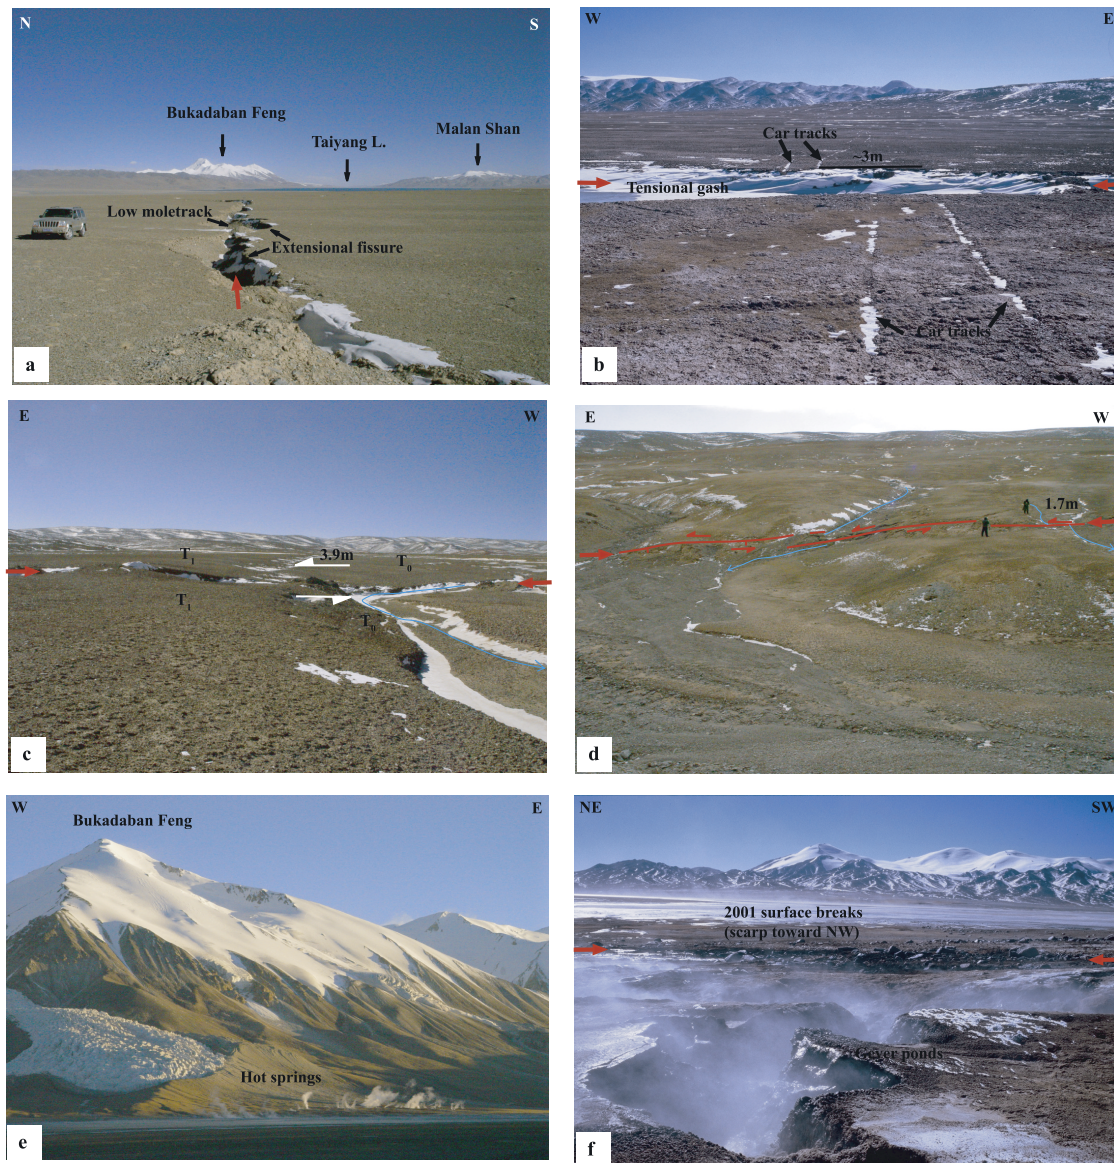 N
S
Bukadaban Feng
Taiyang L.
Malan Shan
Low moletrack
Extensional fissure
a
W
E
Car tracks
~3m
Tensional gash
Car tracks
b
E
W
T1
3.9m
T0
T1
T0
c
E
W
1.7m
d
W
E
Bukadaban Feng
Hot springs
e
NE
SW
2001 surface breaks
(scarp toward NW)
Geyer ponds
f